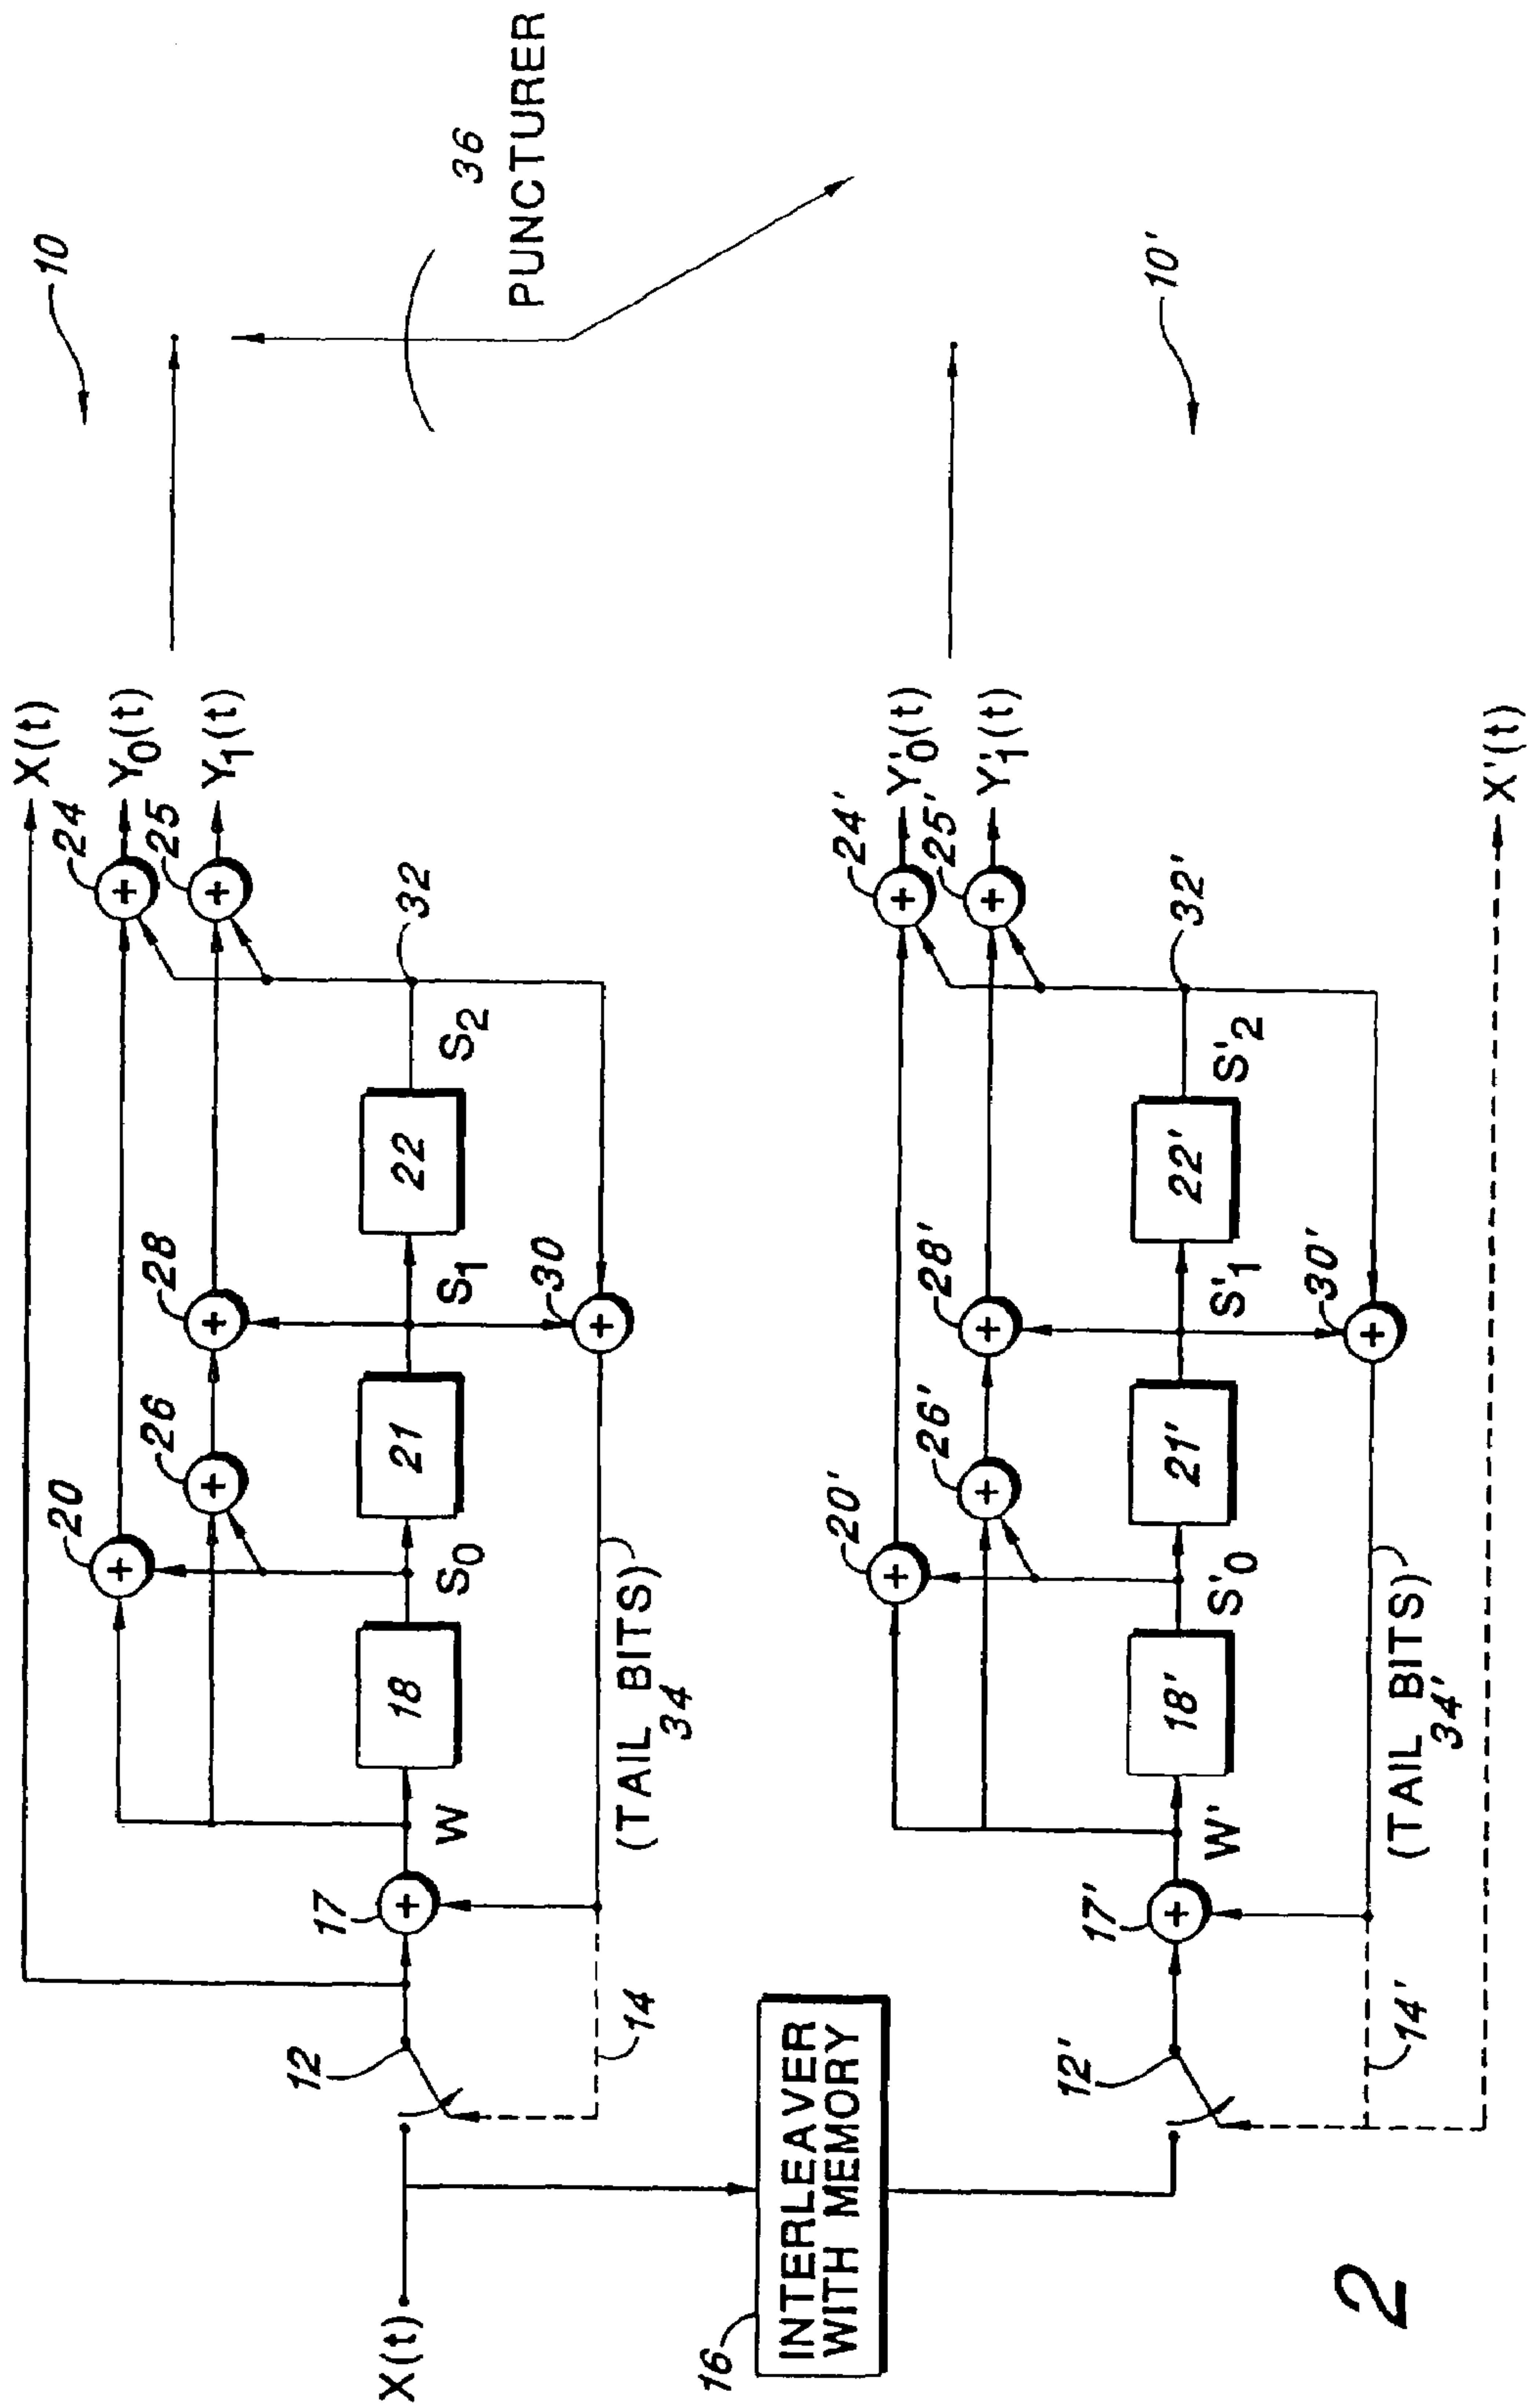 10
X(t)
24
Y0(t)
25
Y1(t)
20
26
28
32
36
PUNCTURER
X(t)
12
17
W
18
S0
21
S1
22
S2
30
14
(TAIL BITS)
34
16
INTERLEAVER
WITH MEMORY
24'
Y'0(t)
25'
Y'1(t)
10'
20'
26'
28'
32'
12'
17'
W'
18'
S'0
21'
S'1
22'
S'2
30'
14'
(TAIL BITS)
34'
X'(t)
2